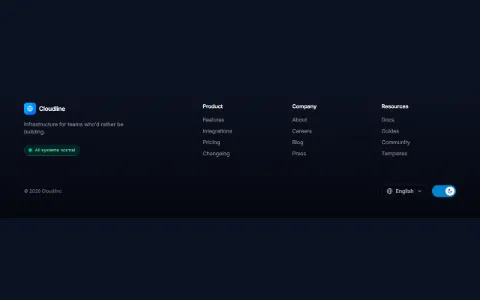 Cloudline
Infrastructure for teams who'd rather be
building.
All systems normal
Product
Features
Integrations
Pricing
Changelog
Company
About
Careers
Blog
Press
Resources
Docs
Guides
Community
Templates
© 2026 Cloudline
English